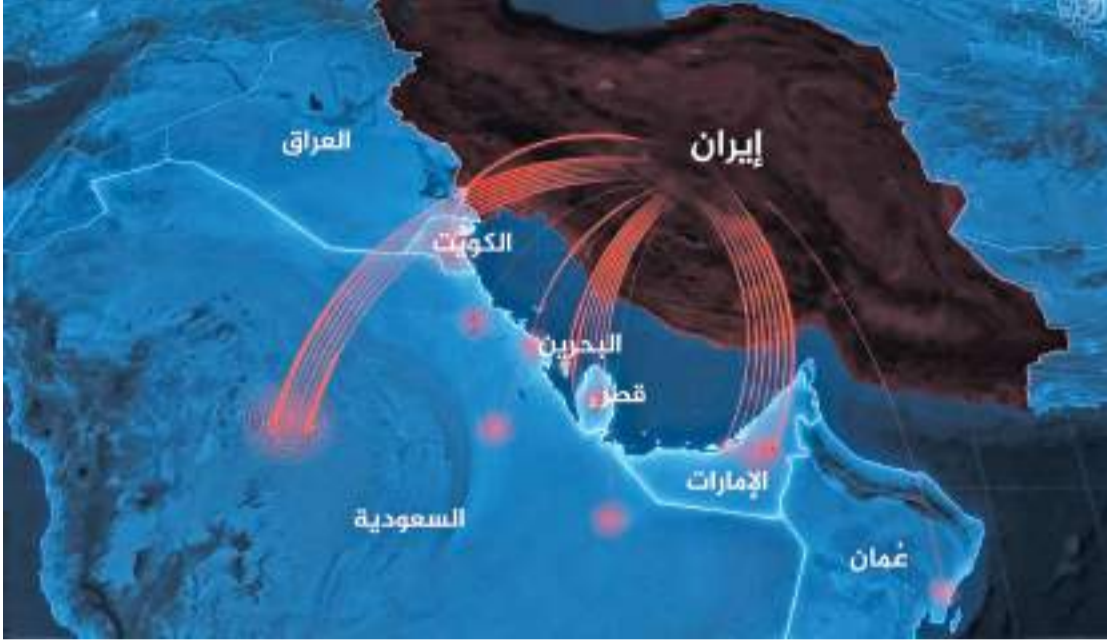 العراق
إيران
الكويت
البحرين
قطر
الإمارات
السعودية
عُمان